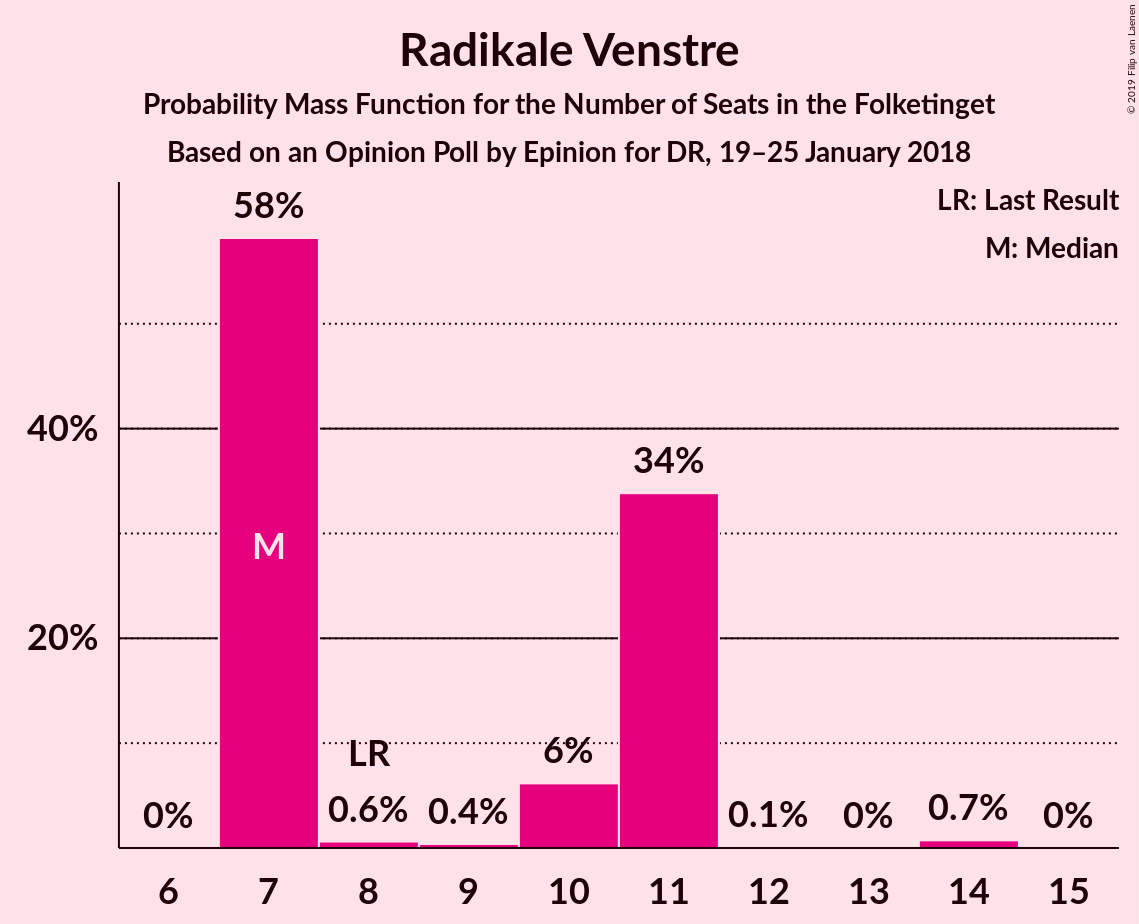 Radikale Venstre
Probability Mass Function for the Number of Seats in the Folketinget
Based on an Opinion Poll by Epinion for DR, 19–25 January 2018
© 2019 Filip van Laenen
LR: Last Result
M: Median
58%
40%
34%
M
20%
LR
6%
0%
0.6%
0.4%
0.1%
0%
0.7%
0%
6 7 8 9 10 11 12 13 14 15